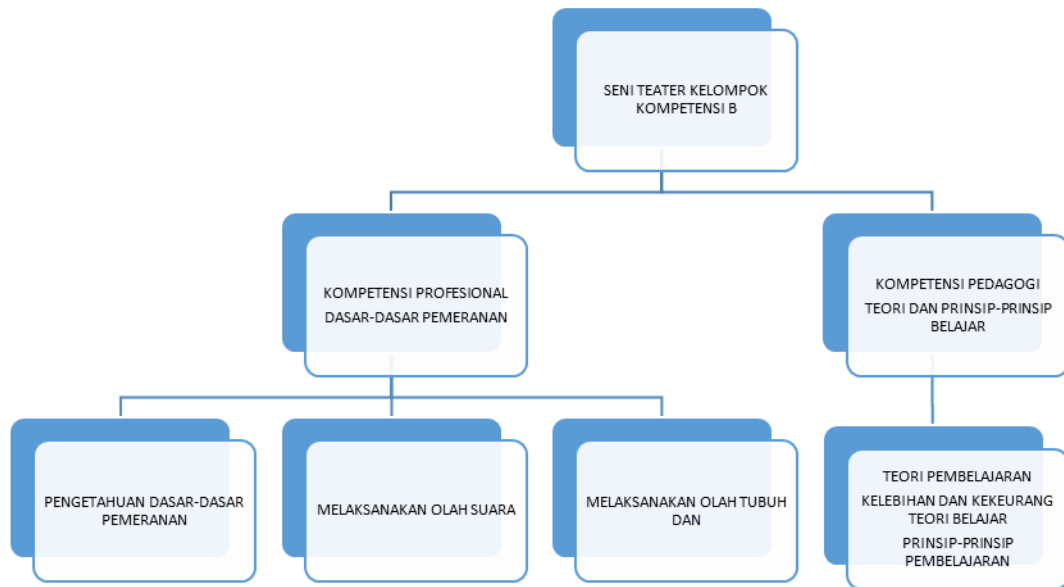 SENI TEATER KELOMPOK
KOMPETENSI B
KOMPETENSI PROFESIONAL
DASAR-DASAR PEMERANAN
KOMPETENSI PEDAGOGI
TEORI DAN PRINSIP-PRINSIP
BELAJAR
PENGETAHUAN DASAR-DASAR
PEMERANAN
MELAKSANAKAN OLAH SUARA
MELAKSANAKAN OLAH TUBUH
DAN
TEORI PEMBELAJARAN
KELEBIHAN DAN KEKEURANG
TEORI BELAJAR
PRINSIP-PRINSIP
PEMBELAJARAN